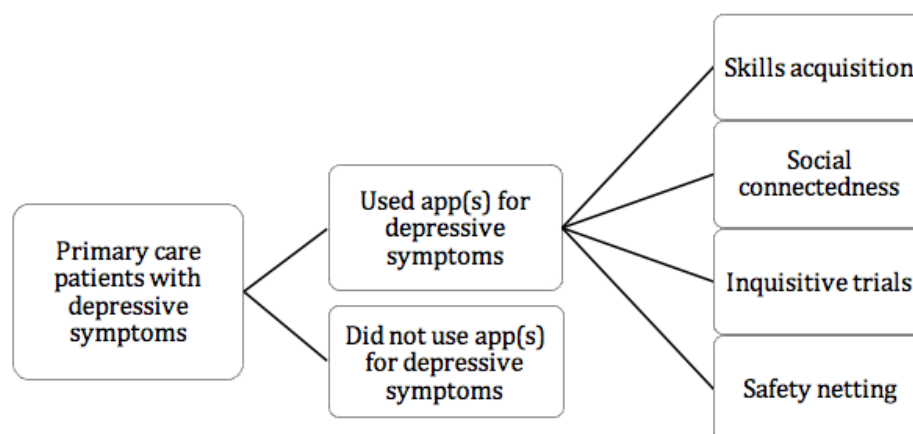 Primary care
patients with
depressive
symptoms
Used app(s) for
depressive
symptoms
Did not use app(s)
for depressive
symptoms
Skills acquisition
Social
connectedness
Inquisitive trials
Safety netting